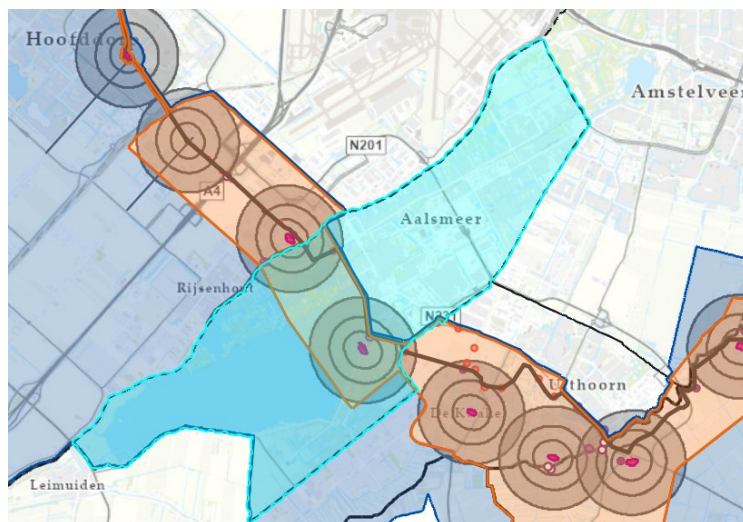 Hoofddorp
Amstelveen
N201
A4
Aalsmeer
Rijsenhout
N231
Uithoorn
De Kwakel
Leimuiden